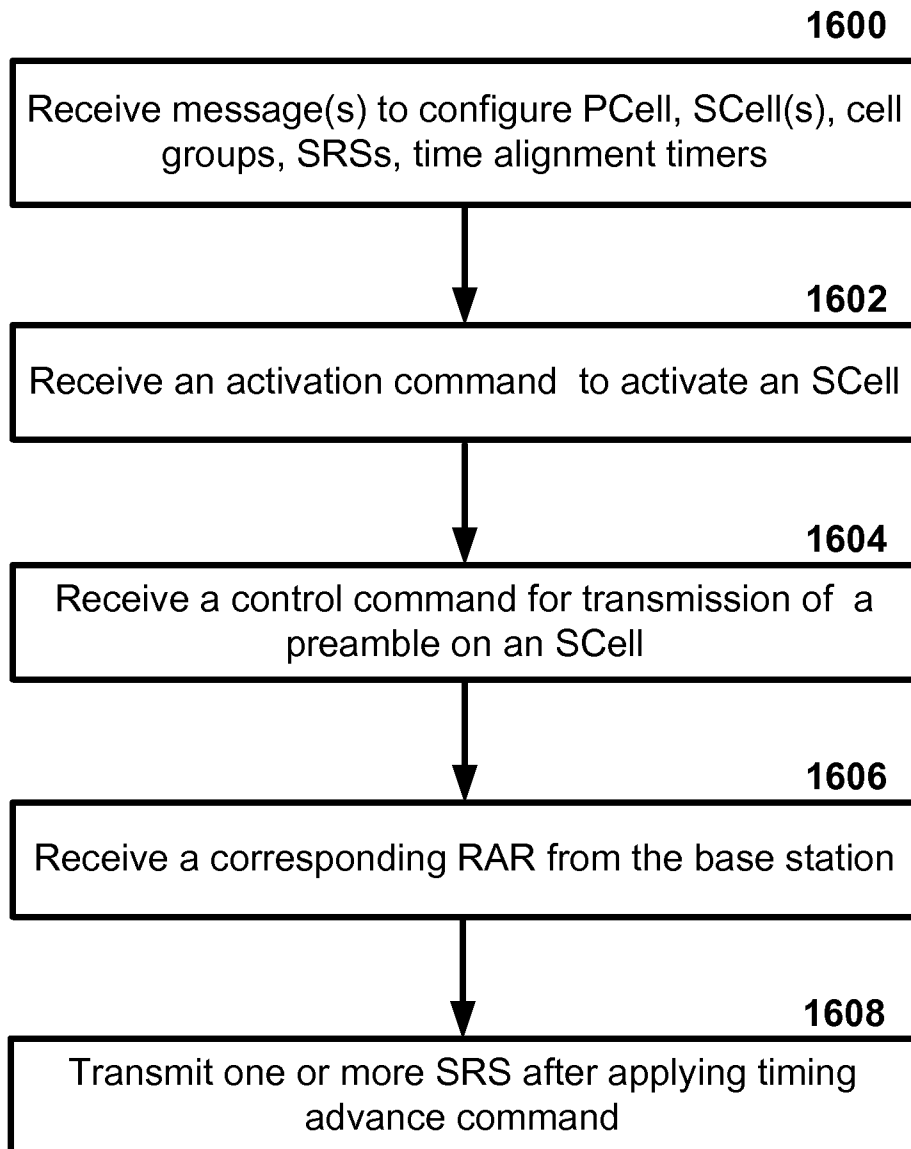 1600
Receive message(s) to configure PCell, SCell(s), cell
groups, SRSs, time alignment timers
1602
Receive an activation command  to activate an SCell
1604
Receive a control command for transmission of  a
preamble on an SCell
1606
Receive a corresponding RAR from the base station
1608
Transmit one or more SRS after applying timing
advance command